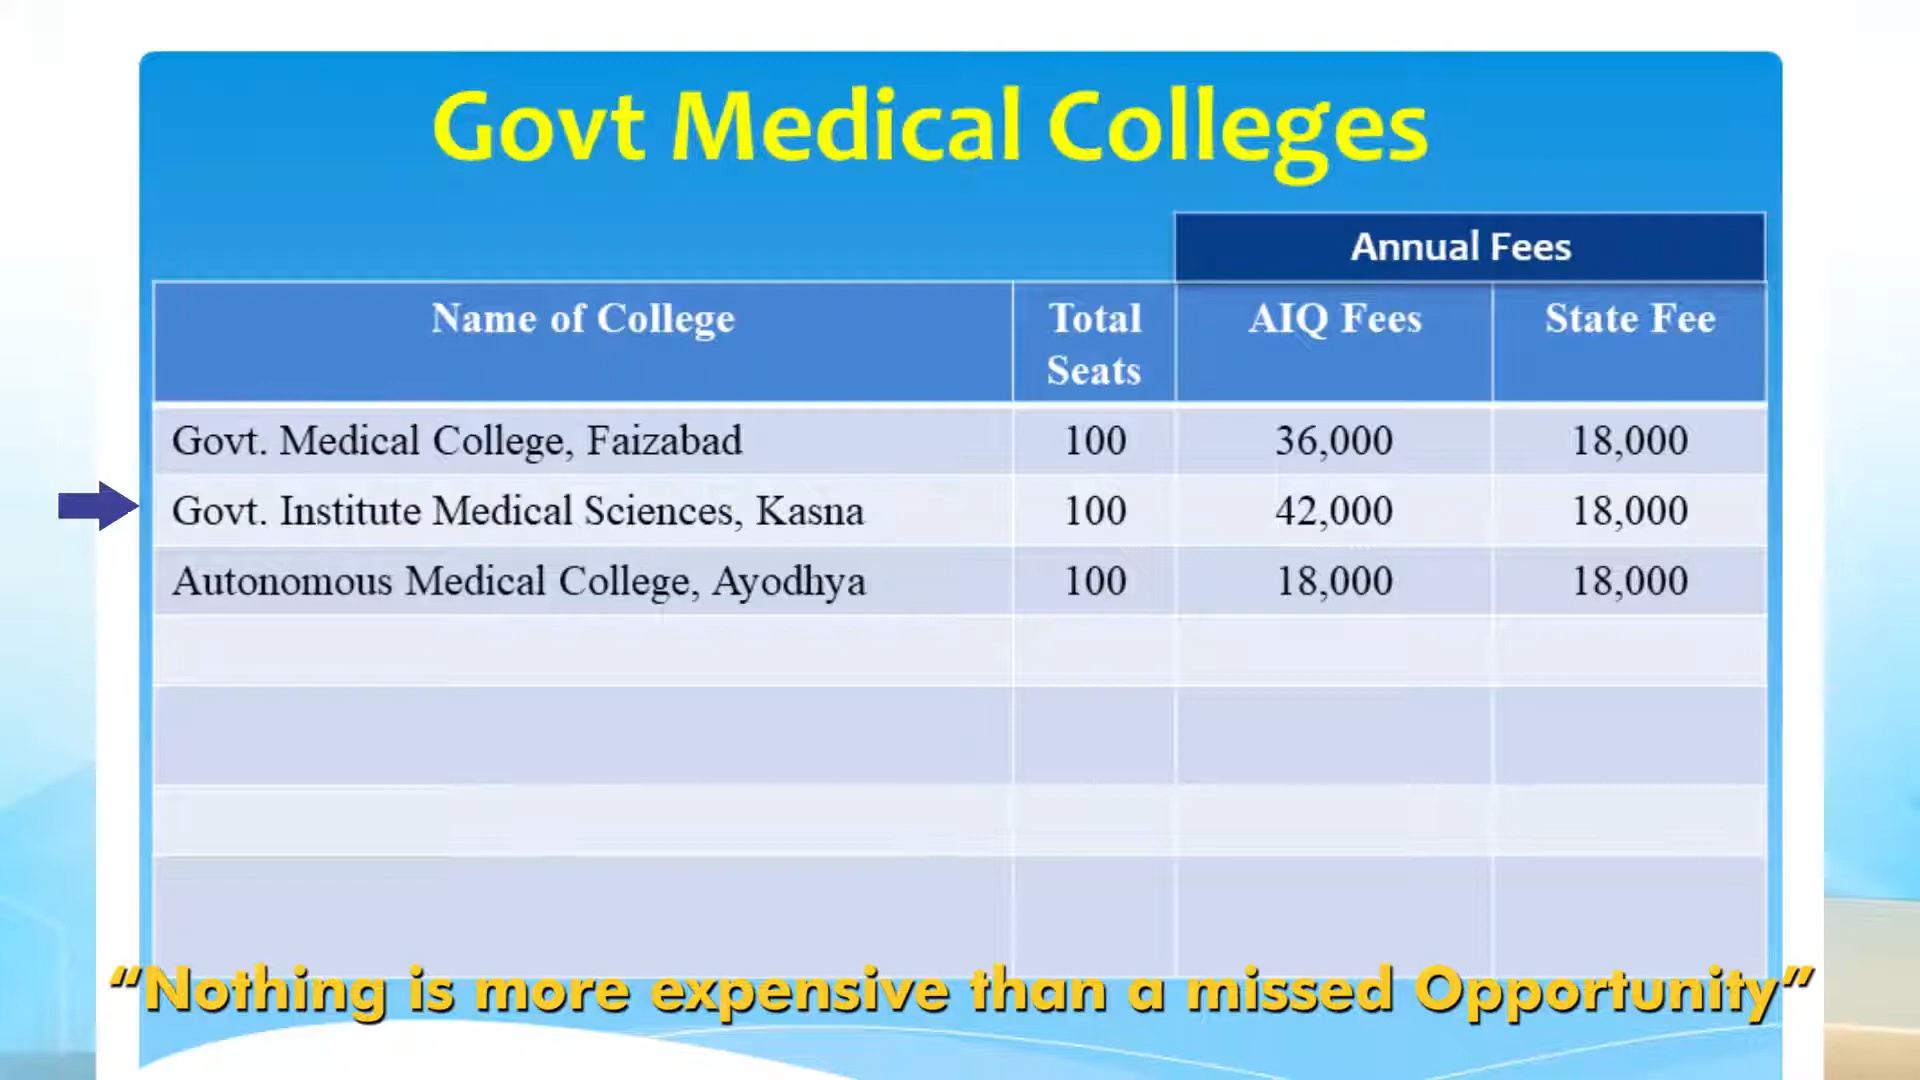 Govt Medical Colleges
Annual Fees
Name of College Total Seats AIQ Fees State Fee
Govt. Medical College, Faizabad 100 36,000 18,000
Govt. Institute Medical Sciences, Kasna 100 42,000 18,000
Autonomous Medical College, Ayodhya 100 18,000 18,000
“Nothing is more expensive than a missed Opportunity”